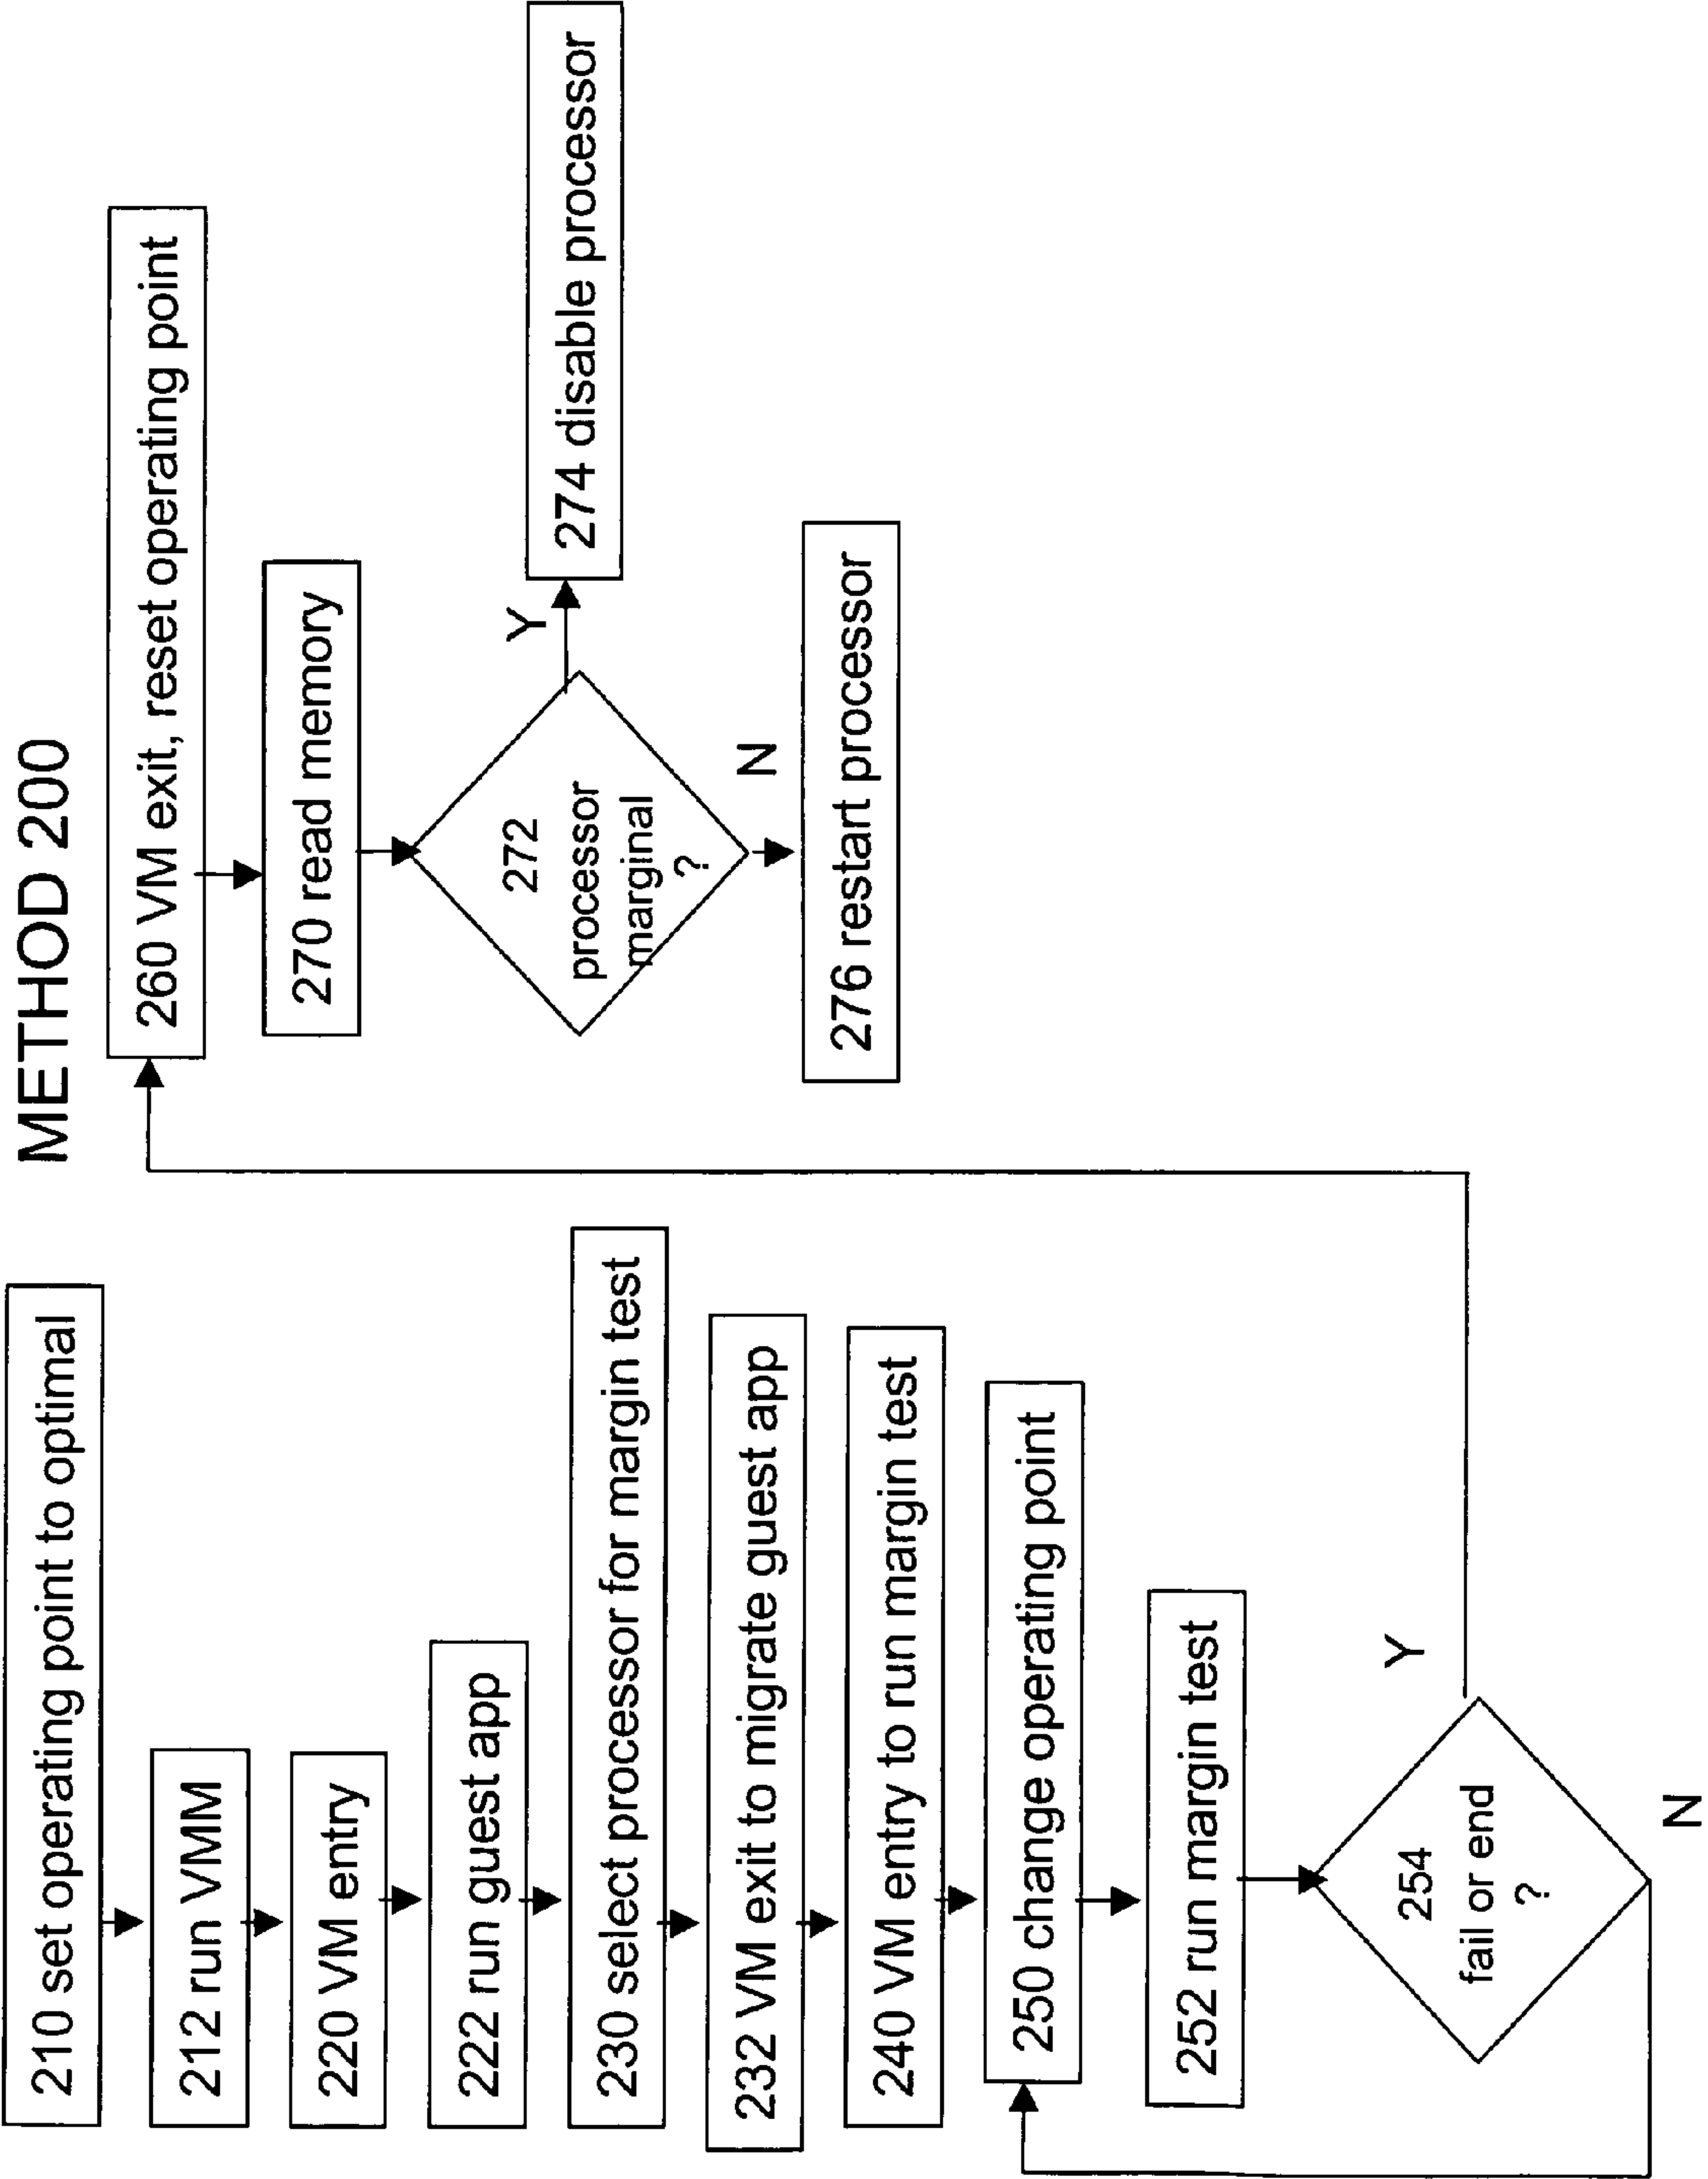 METHOD 200
210 set operating point to optimal
212 run VMM
220 VM entry
222 run guest app
230 select processor for margin test
232 VM exit to migrate guest app
240 VM entry to run margin test
250 change operating point
252 run margin test
254
fail or end
?
Y
N
260 VM exit, reset operating point
270 read memory
272
processor
marginal
?
Y
N
274 disable processor
276 restart processor